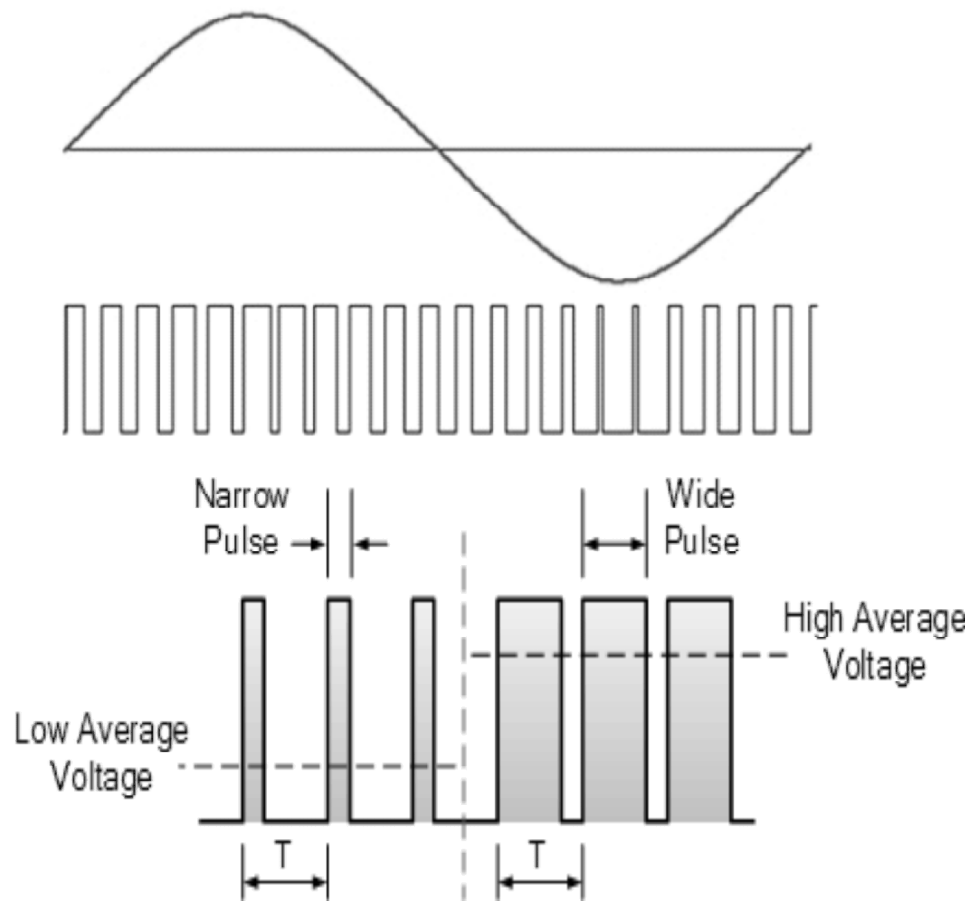 Narrow
Pulse
Wide
Pulse
High Average
Voltage
Low Average
Voltage
T
T